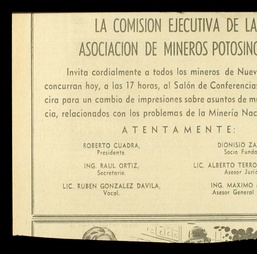 LA COMISION EJECUTIVA DE LA
ASOCIACION DE MINEROS POTOSINO
Invita cordialmente a todos los mineros de Nuev
concurran hoy, a las 17 horas, al Salón de Conferencias
cira para un cambio de impresiones sobre asuntos de m
cia, relacionados con los problemas de la Minería Nac
ATENTAMENTE:
ROBERTO CUADRA,
Presidente.
DIONISIO ZA
Socio Funda
ING. RAUL ORTIZ,
Secretario.
LIC. ALBERTO TERRO
Asesor Juríd
LIC. RUBEN GONZALEZ DAVILA,
Vocal.
ING. MAXIMO
Asesor General